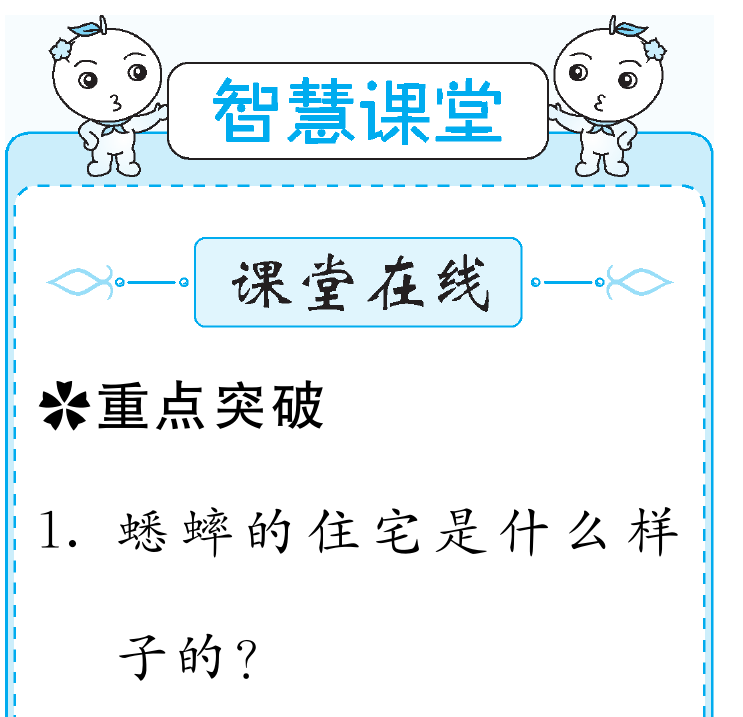 智慧课堂
课堂在线
重点突破
1. 蟋蟀的住宅是什么样
子的?